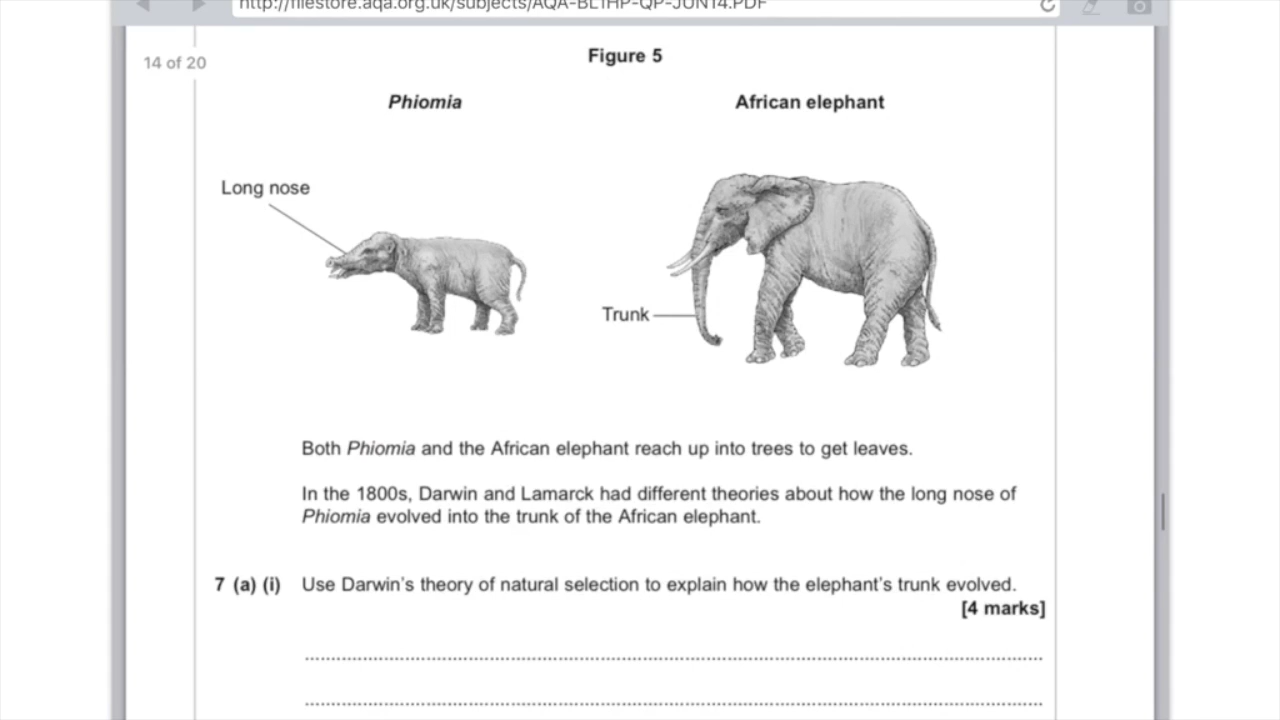 http://filestore.aqa.org.uk/subjects/AQA-BL1HP-QP-JUN14.PDF
14 of 20
Figure 5
Phiomia
African elephant
Long nose
Trunk
Both Phiomia and the African elephant reach up into trees to get leaves.
In the 1800s, Darwin and Lamarck had different theories about how the long nose of
Phiomia evolved into the trunk of the African elephant.
7 (a) (i) Use Darwin's theory of natural selection to explain how the elephant's trunk evolved.
[4 marks]